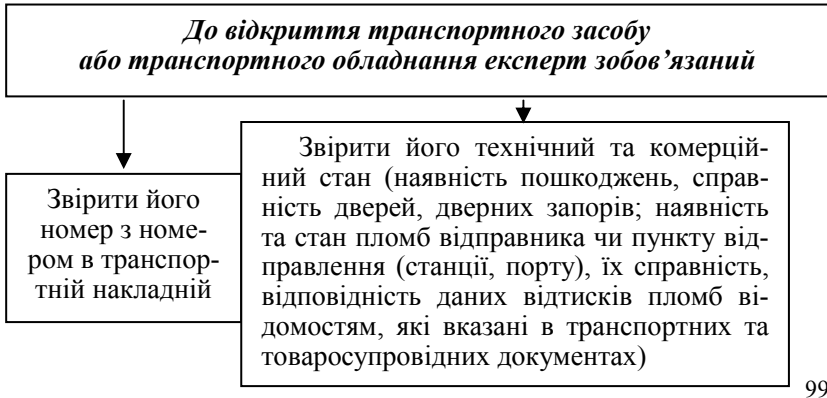 До відкриття транспортного засобу
або транспортного обладнання експерт зобов’язаний
Звірити його
номер з номе-
ром в транспор-
тній накладній
Звірити його технічний та комерцій-
ний стан (наявність пошкоджень, справ-
ність дверей, дверних запорів; наявність
та стан пломб відправника чи пункту від-
правлення (станції, порту), їх справність,
відповідність даних відтисків пломб ві-
домостям, які вказані в транспортних та
товаросупровідних документах)
99